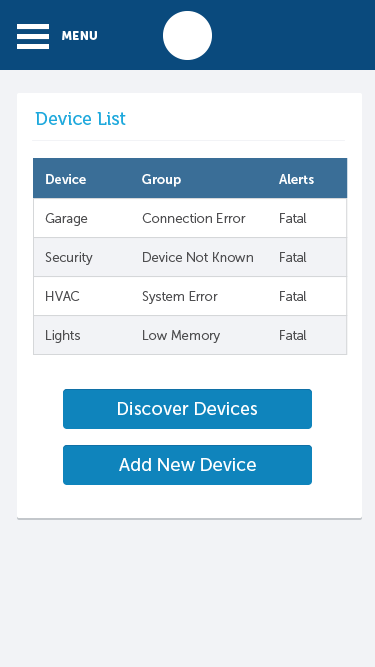 MENU
Device List
Device Group Alerts
Garage Connection Error Fatal
Security Device Not Known Fatal
HVAC System Error Fatal
Lights Low Memory Fatal
Discover Devices
Add New Device